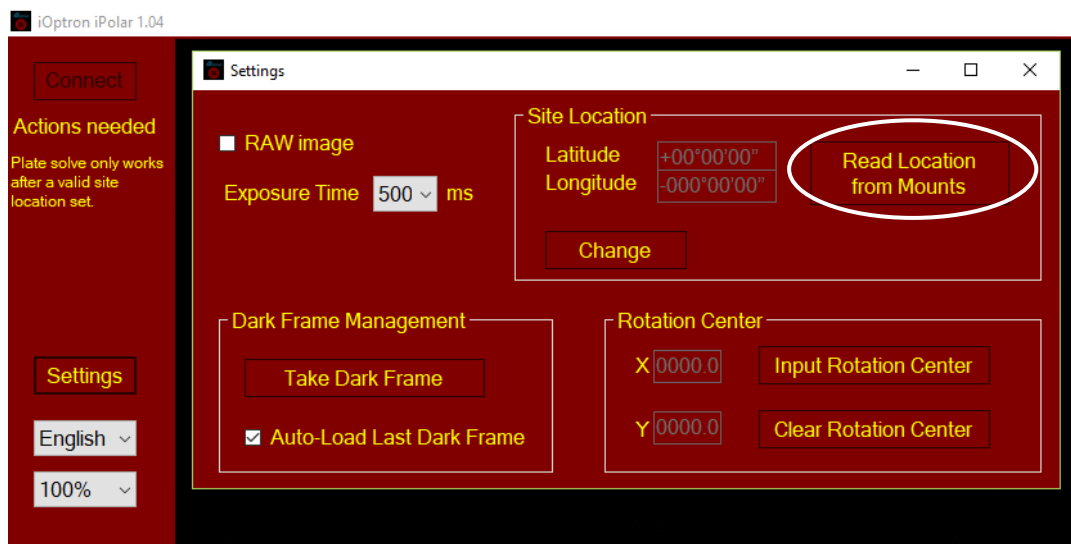 iOptron iPolar 1.04
Connect
Actions needed
Plate solve only works
after a valid site
location set.
Settings
English
100%
Settings
RAW image
Exposure Time 500 ms
Site Location
Latitude +00°00'00"
Longitude -000°00'00"
Read Location
from Mounts
Change
Dark Frame Management
Take Dark Frame
Auto-Load Last Dark Frame
Rotation Center
X 0000.0 Input Rotation Center
Y 0000.0 Clear Rotation Center